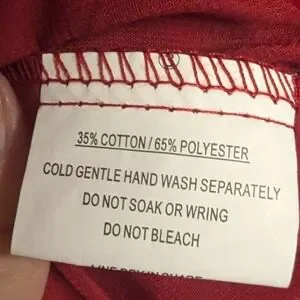 35% COTTON / 65% POLYESTER
COLD GENTLE HAND WASH SEPARATELY
DO NOT SOAK OR WRING
DO NOT BLEACH